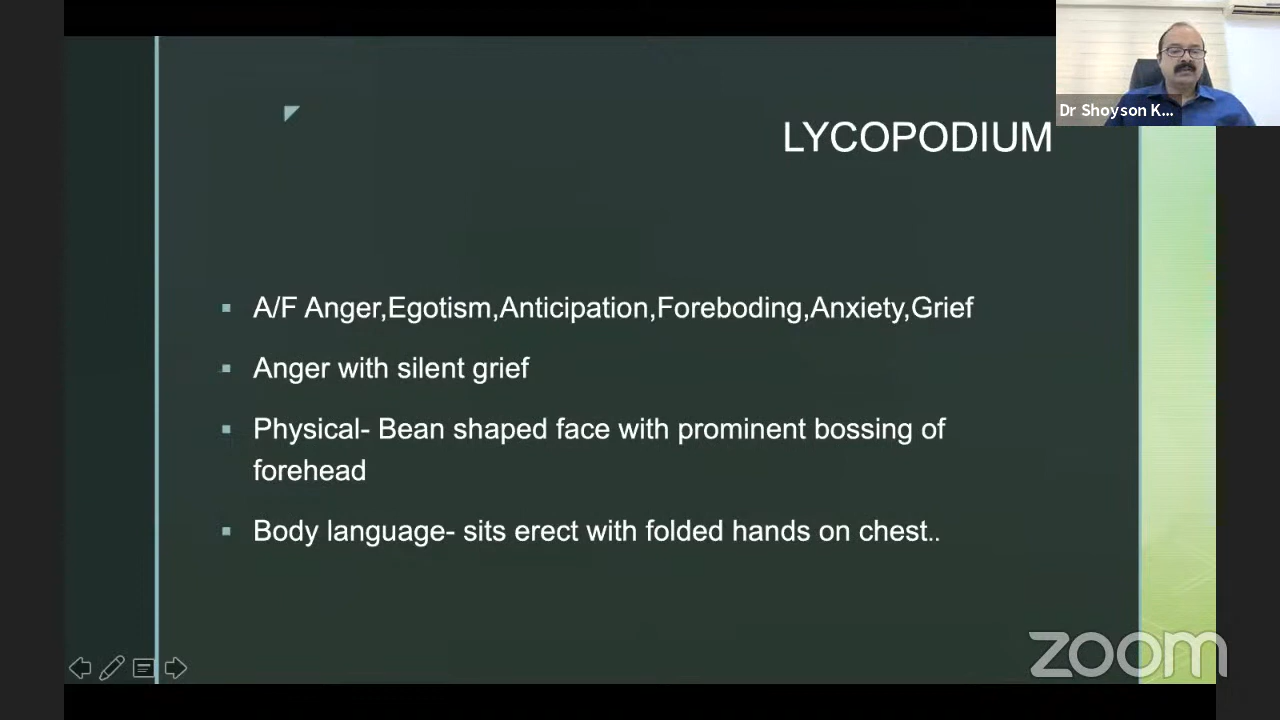 Dr Shoyson K...
LYCOPODIUM
A/F Anger,Egotism,Anticipation,Foreboding,Anxiety,Grief
Anger with silent grief
Physical- Bean shaped face with prominent bossing of
forehead
Body language- sits erect with folded hands on chest..
zoom